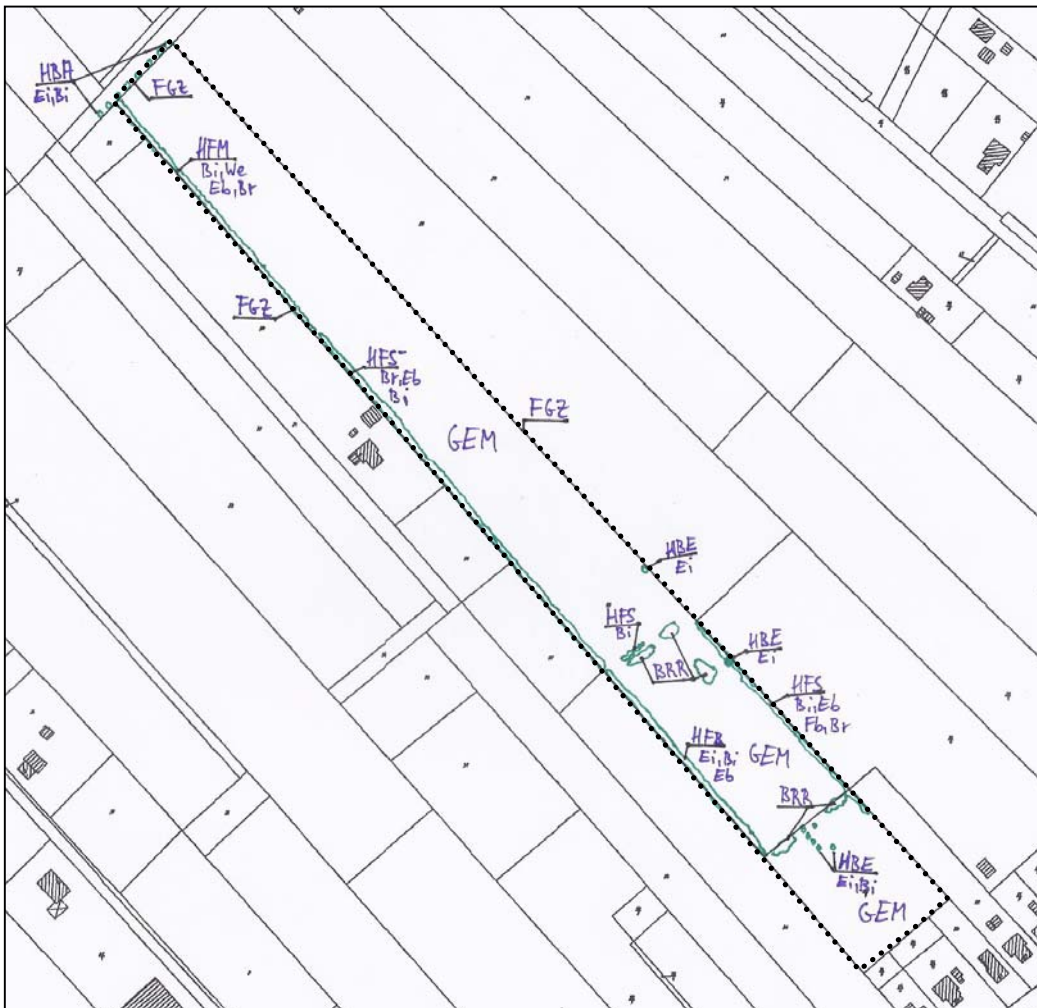 HBA
Ei,Bi
FGZ
HFM
Bi,We
Eb,Br
FGZ
HFS
Br,Eb
Bi
GEM
FGZ
HBE
Ei
HFS
Bi
BRR
HBE
Ei
HFS
Bi,Eb
Fb,Br
HFB
Ei,Bi
Eb
GEM
BRR
HBE
Ei,Bi
GEM